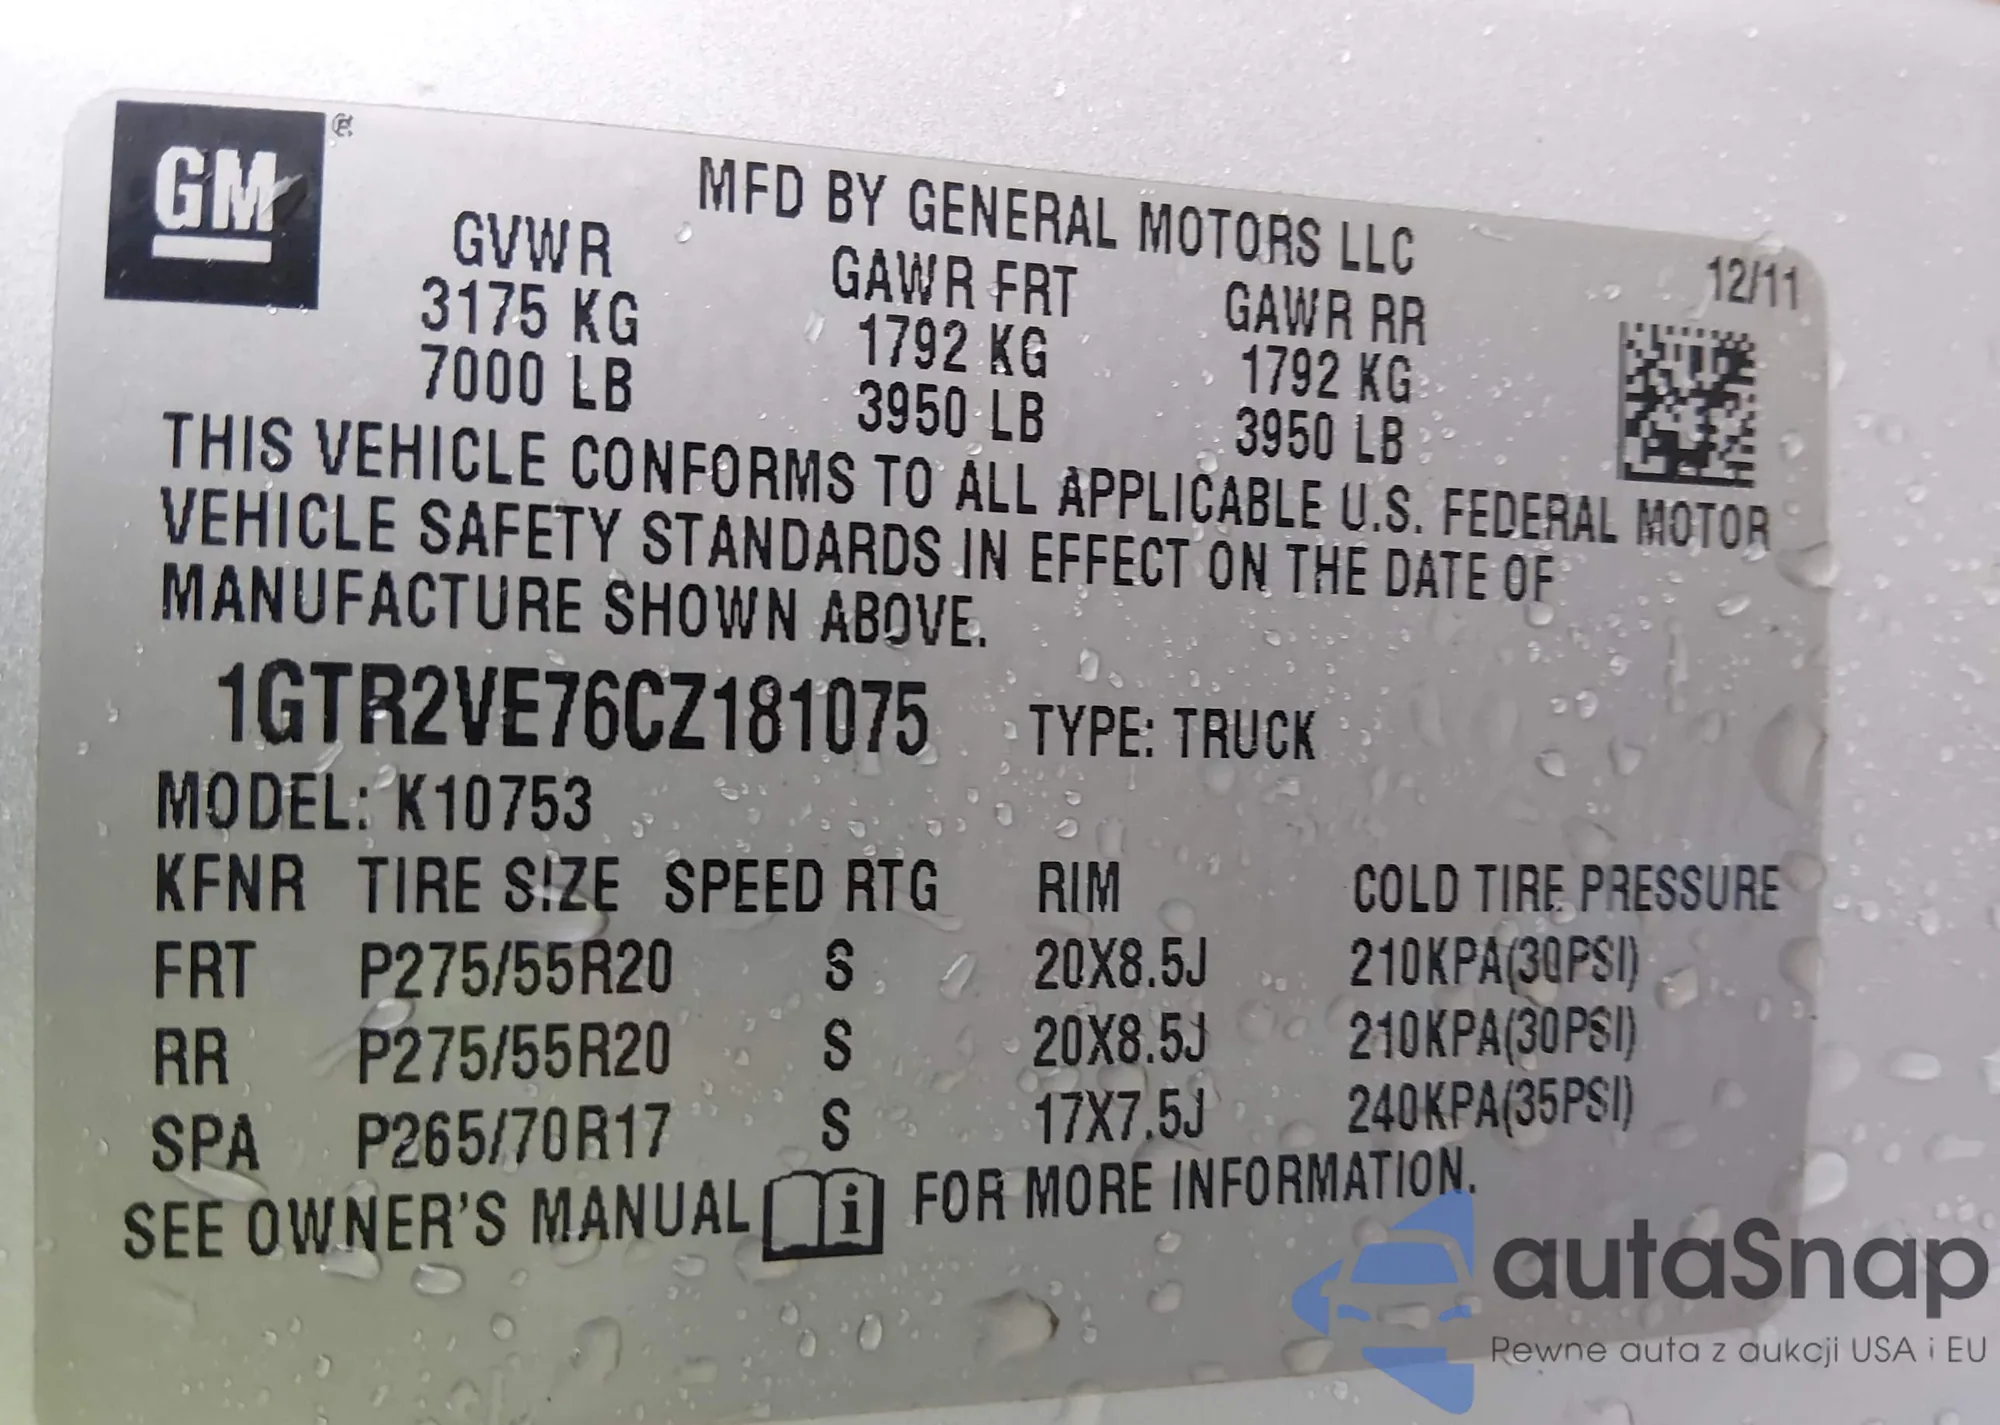 GM
MFD BY GENERAL MOTORS LLC
12/11
GVWR GAWR FRT GAWR RR
3175 KG 1792 KG 1792 KG
7000 LB 3950 LB 3950 LB
THIS VEHICLE CONFORMS TO ALL APPLICABLE U.S. FEDERAL MOTOR
VEHICLE SAFETY STANDARDS IN EFFECT ON THE DATE OF
MANUFACTURE SHOWN ABOVE.
1GTR2VE76CZ181075 TYPE: TRUCK
MODEL: K10753
KFNR TIRE SIZE SPEED RTG RIM COLD TIRE PRESSURE
FRT P275/55R20 S 20X8.5J 210KPA(30PSI)
RR P275/55R20 S 20X8.5J 210KPA(30PSI)
SPA P265/70R17 S 17X7.5J 240KPA(35PSI)
SEE OWNER'S MANUAL i FOR MORE INFORMATION.
autaSnap
Pewne auta z aukcji USA i EU